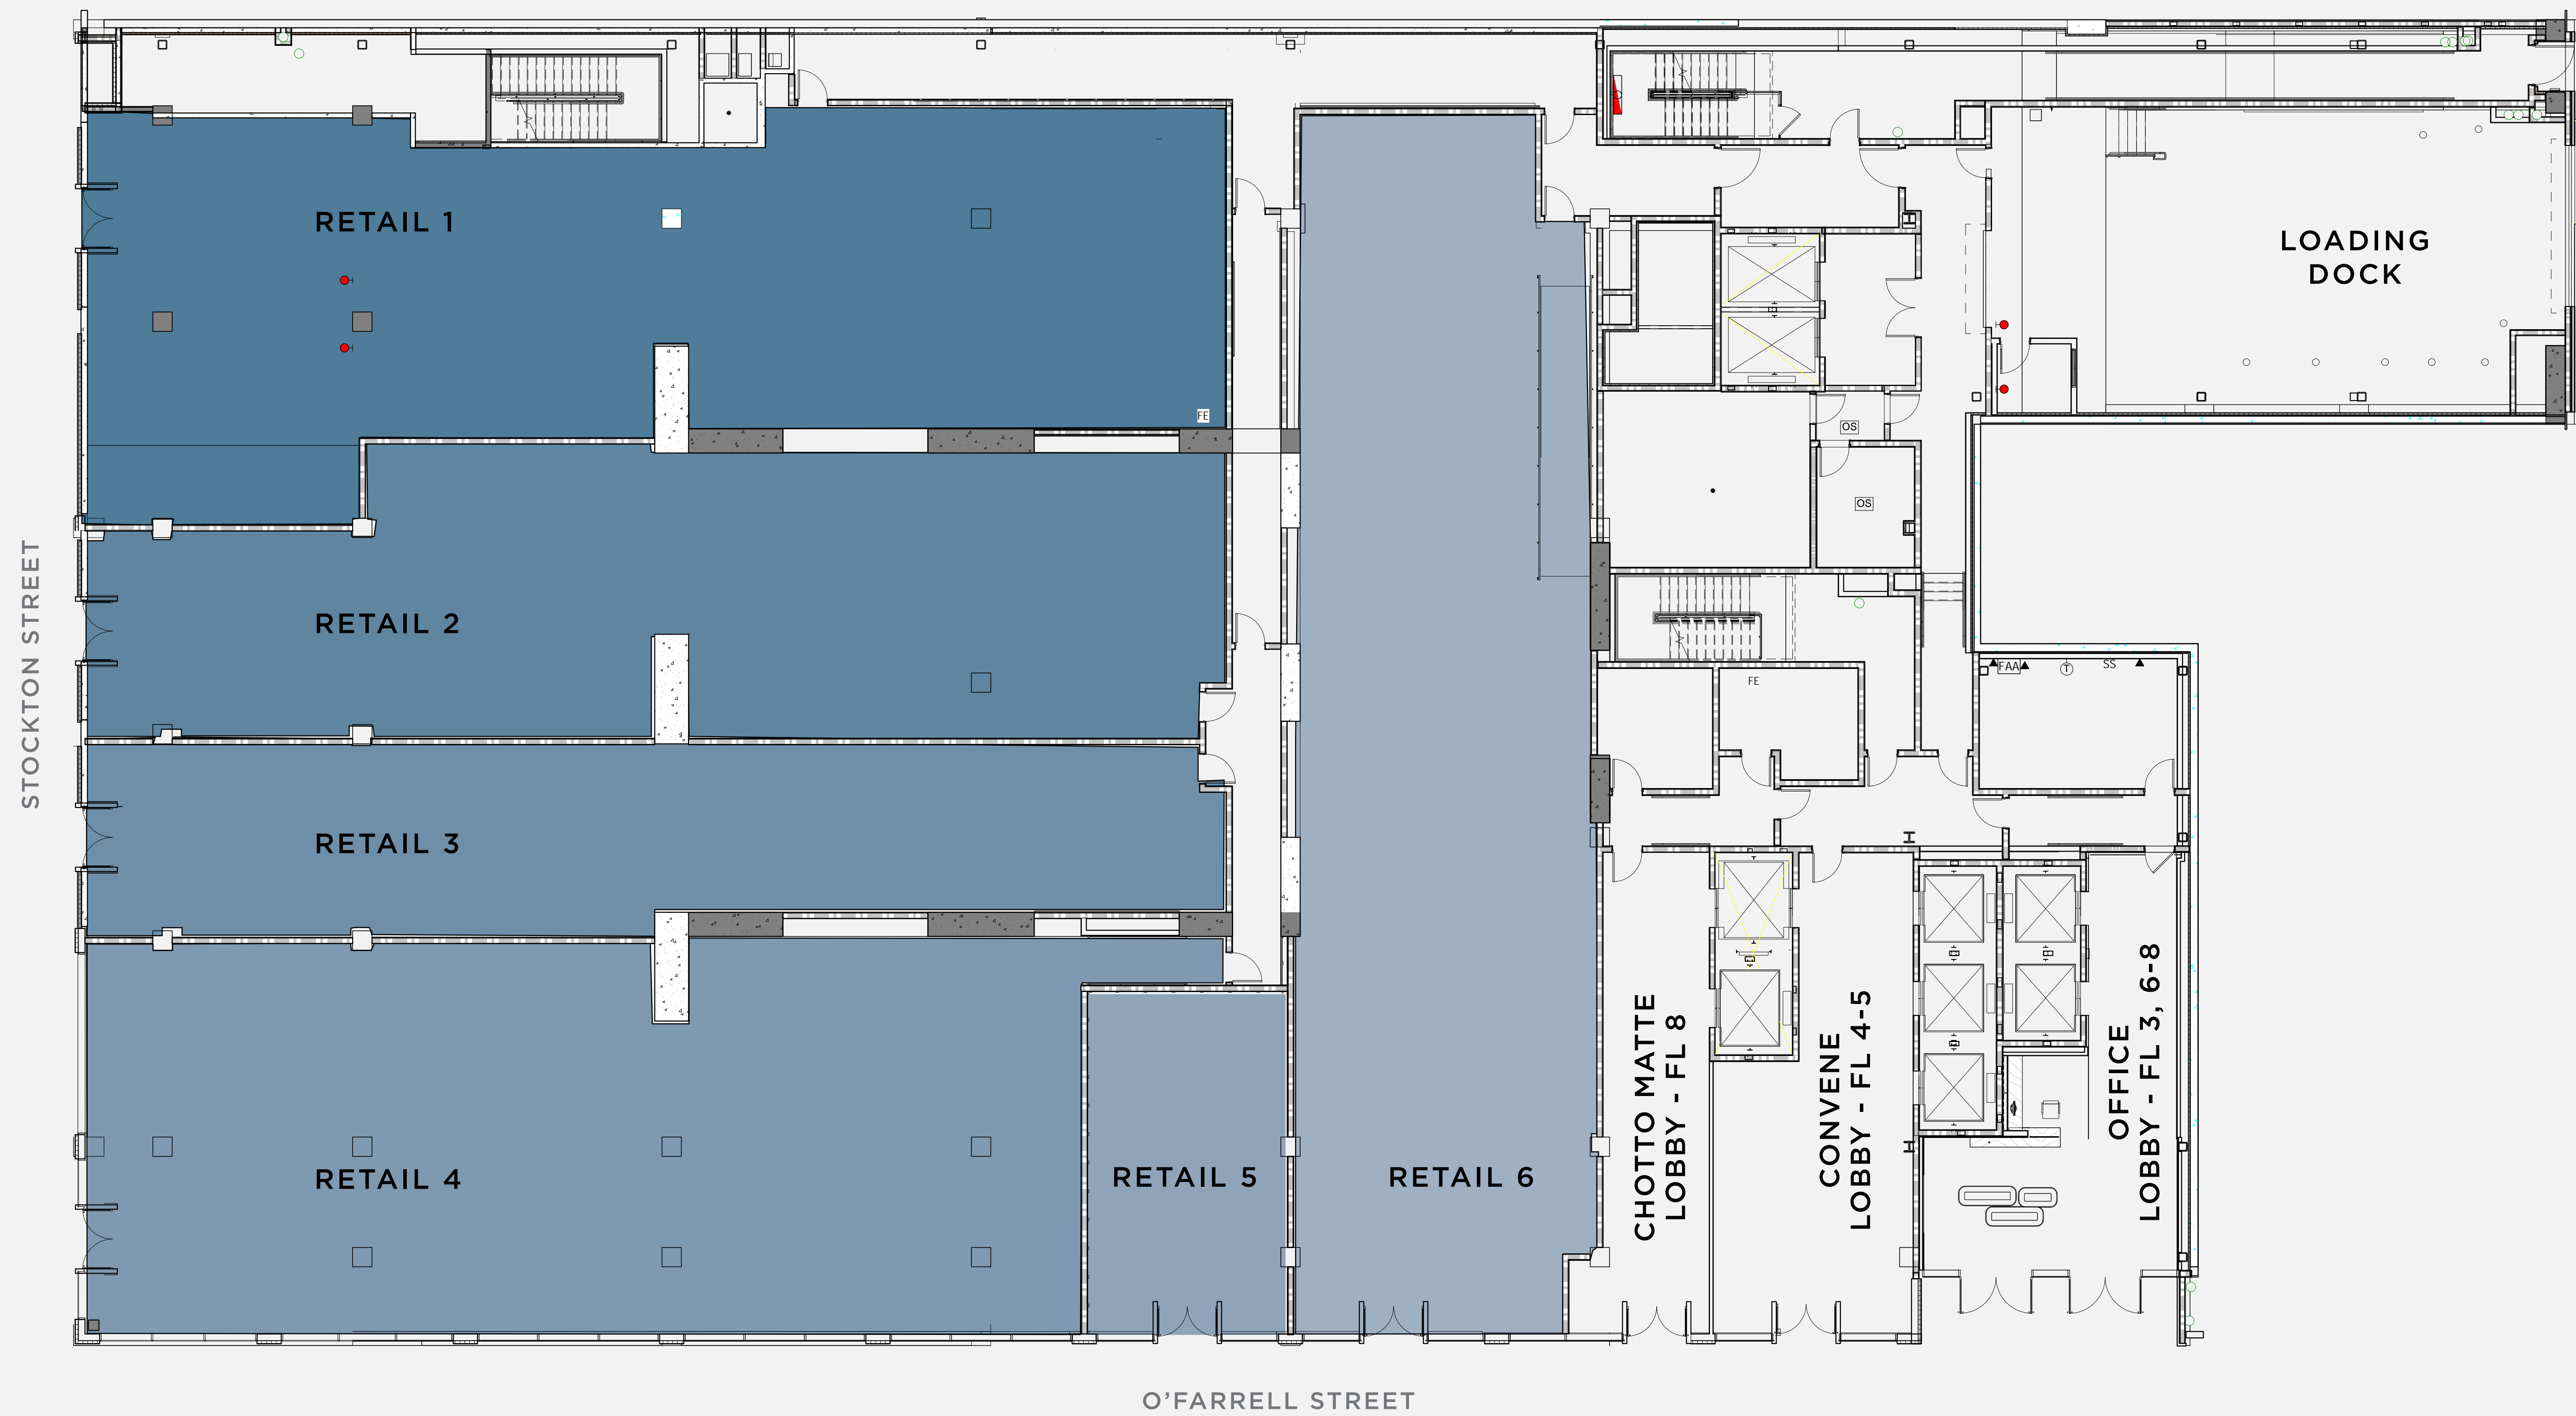 RETAIL 1
LOADING
DOCK
FE
OS
OS
STOCKTON STREET
RETAIL 2
FAA
T
SS
FE
RETAIL 3
CHOTTO MATTE
LOBBY - FL 8
CONVENE
LOBBY - FL 4-5
OFFICE
LOBBY - FL 3, 6-8
RETAIL 4
RETAIL 5
RETAIL 6
O'FARRELL STREET